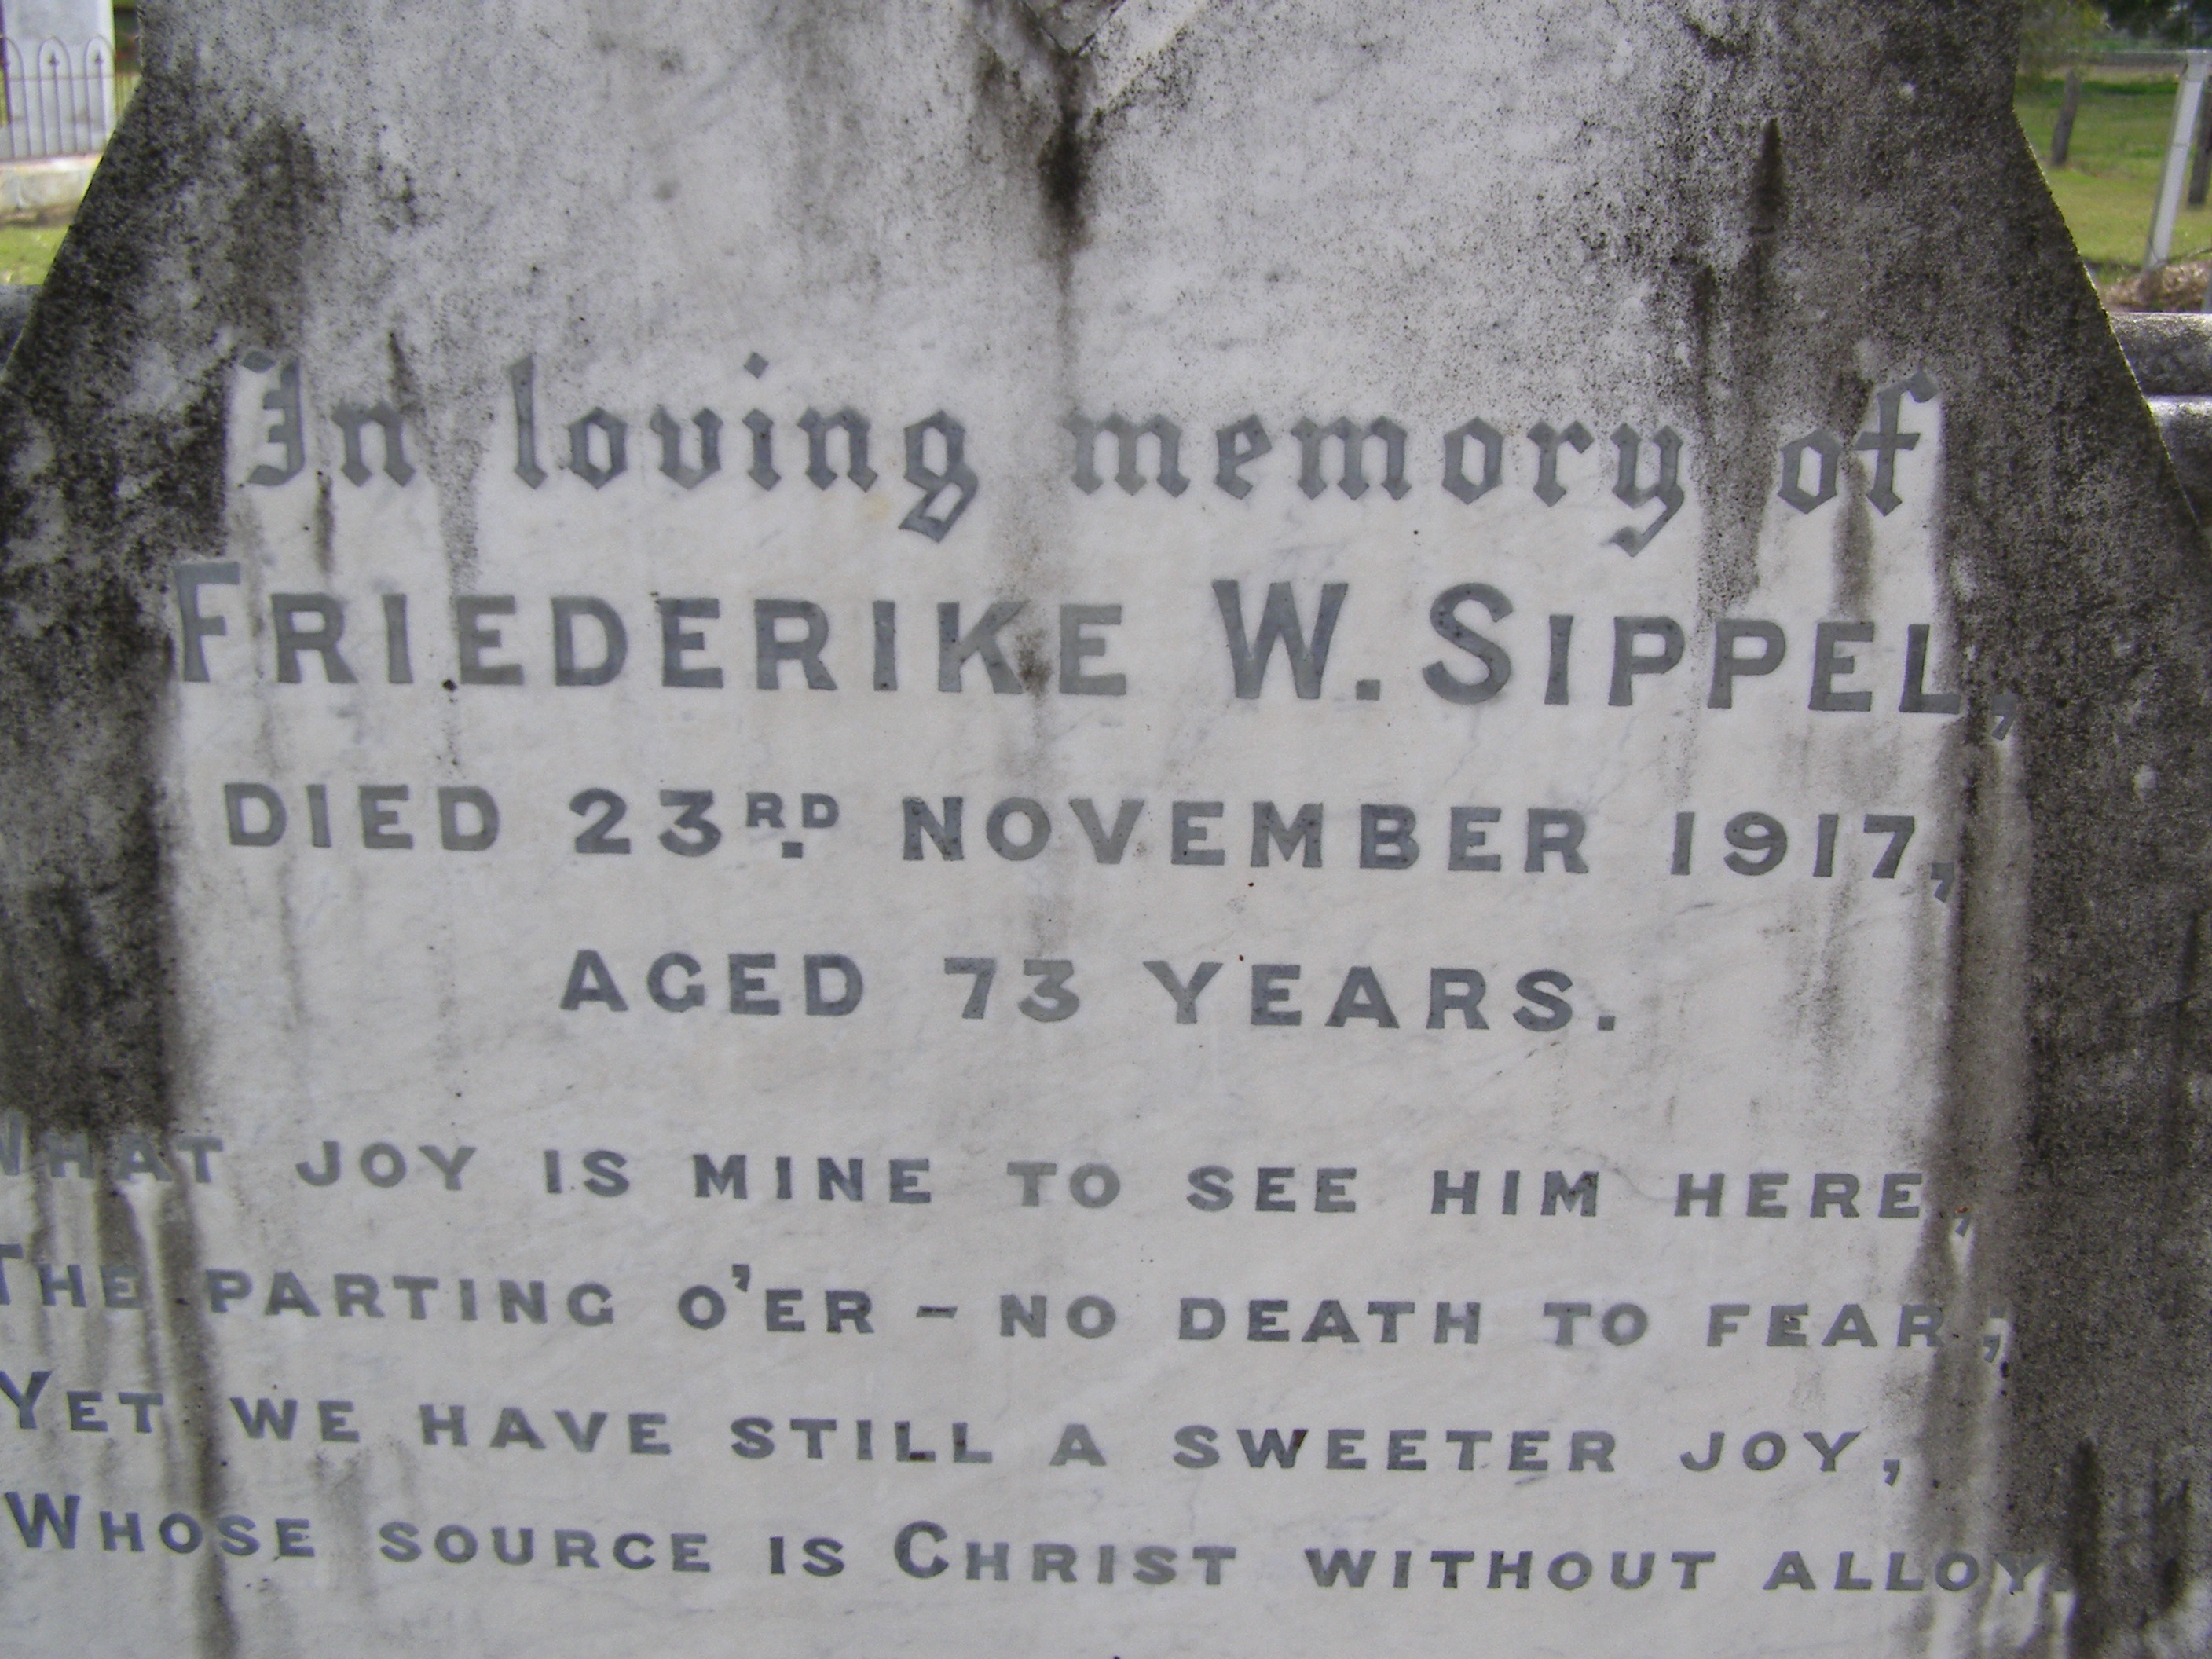 In loving memory of
FRIEDERIKE W. SIPPEL,
DIED 23RD. NOVEMBER 1917,
AGED 73 YEARS.
WHAT JOY IS MINE TO SEE HIM HERE,
THE PARTING O'ER - NO DEATH TO FEAR;
YET WE HAVE STILL A SWEETER JOY,
WHOSE SOURCE IS CHRIST WITHOUT ALLOY.